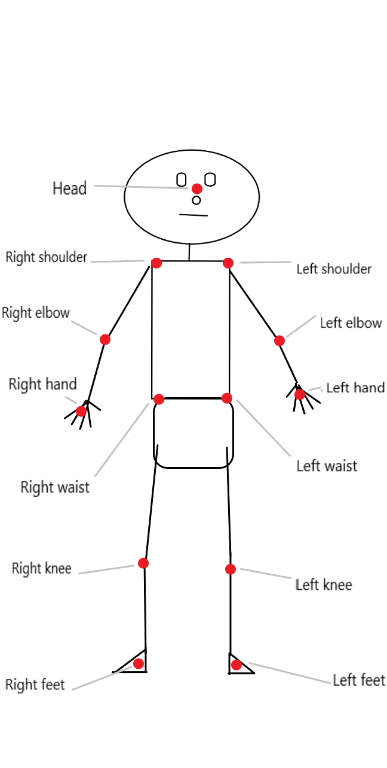 Head
Right shoulder
Left shoulder
Right elbow
Left elbow
Right hand
Left hand
Left waist
Right waist
Right knee
Left knee
Left feet
Right feet